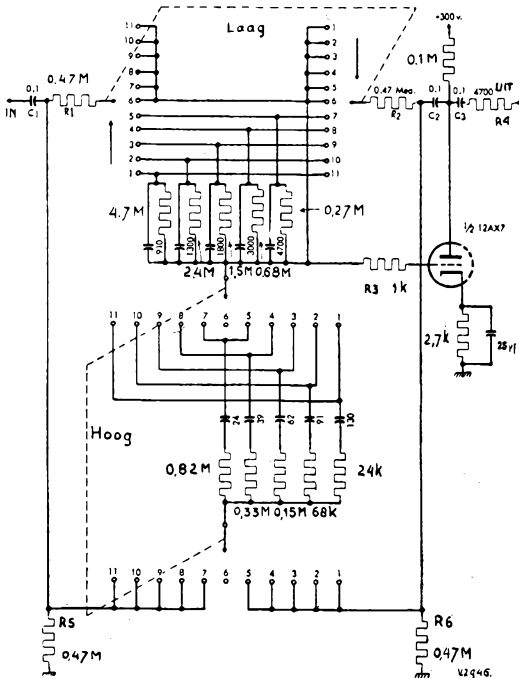 Laag
11
10
9
8
7
6
5
4
3
2
1
1
2
3
4
5
6
7
8
9
10
11
+300 v.
0,1M
0.1
IN
C1
0.47M
R1
0.47 Meg.
R2
0.1
C2
0.1
C3
4700
UIT
R4
4.7M
0,27M
910
1300
1800
3000
4700
2,4M
1,5M
0,68M
R3
1k
½ 12AX7
2,7k
25μf
11
10
9
8
7
6
5
4
3
2
1
Hoog
24
39
62
91
130
0,82M
24k
0,33M
0,15M
68k
11
10
9
8
7
6
5
4
3
2
1
R5
0,47M
R6
0,47M
V2946.